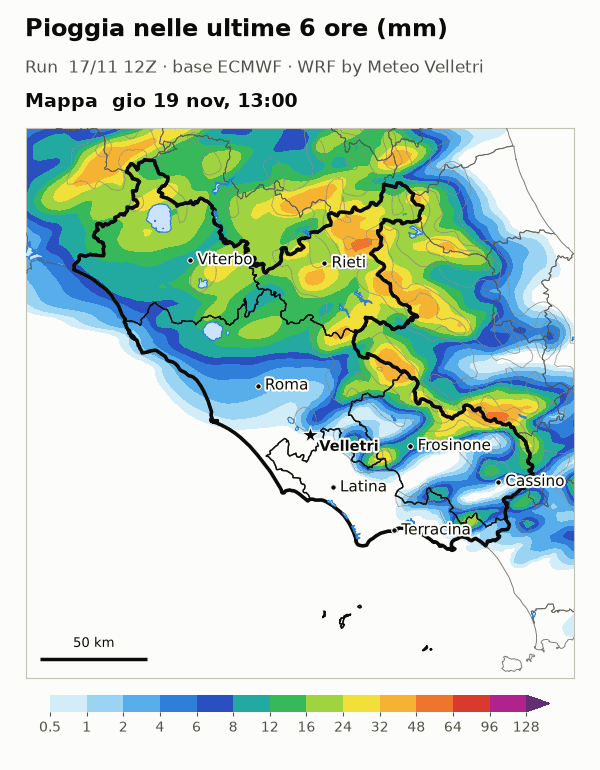 Pioggia nelle ultime 6 ore (mm)
Run  17/11 12Z · base ECMWF · WRF by Meteo Velletri
Mappa  gio 19 nov, 13:00
Viterbo
Rieti
Roma
Velletri
Frosinone
Cassino
Latina
Terracina
50 km
0.5 1 2 4 6 8 12 16 24 32 48 64 96 128